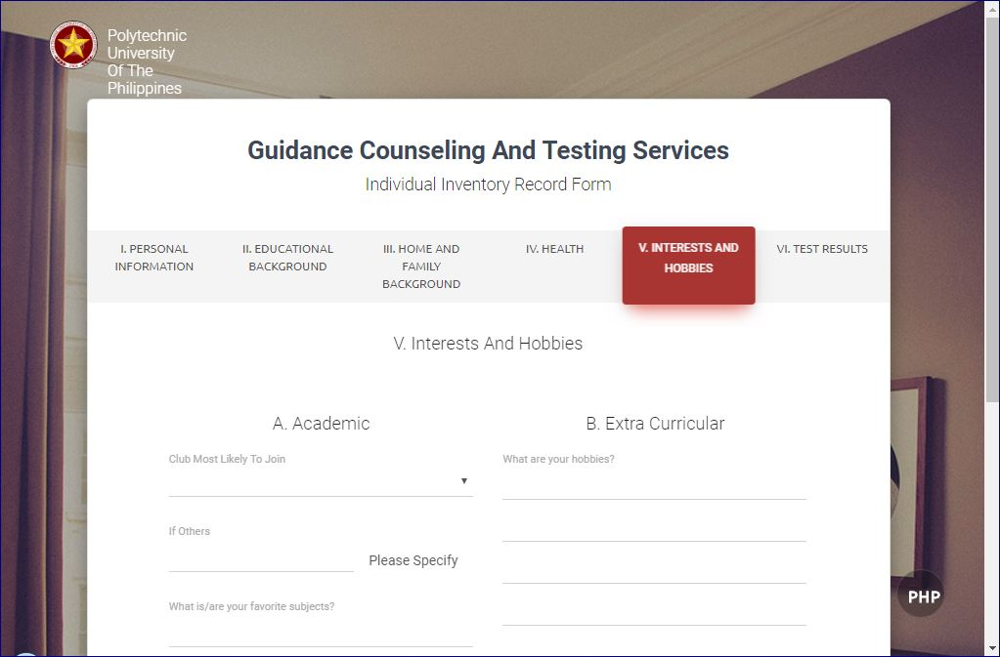 Polytechnic
University
Of The
Philippines
Guidance Counseling And Testing Services
Individual Inventory Record Form
I. PERSONAL
INFORMATION
II. EDUCATIONAL
BACKGROUND
III. HOME AND
FAMILY
BACKGROUND
IV. HEALTH
V. INTERESTS AND
HOBBIES
VI. TEST RESULTS
V. Interests And Hobbies
A. Academic
Club Most Likely To Join
If Others
Please Specify
What is/are your favorite subjects?
B. Extra Curricular
What are your hobbies?
PHP